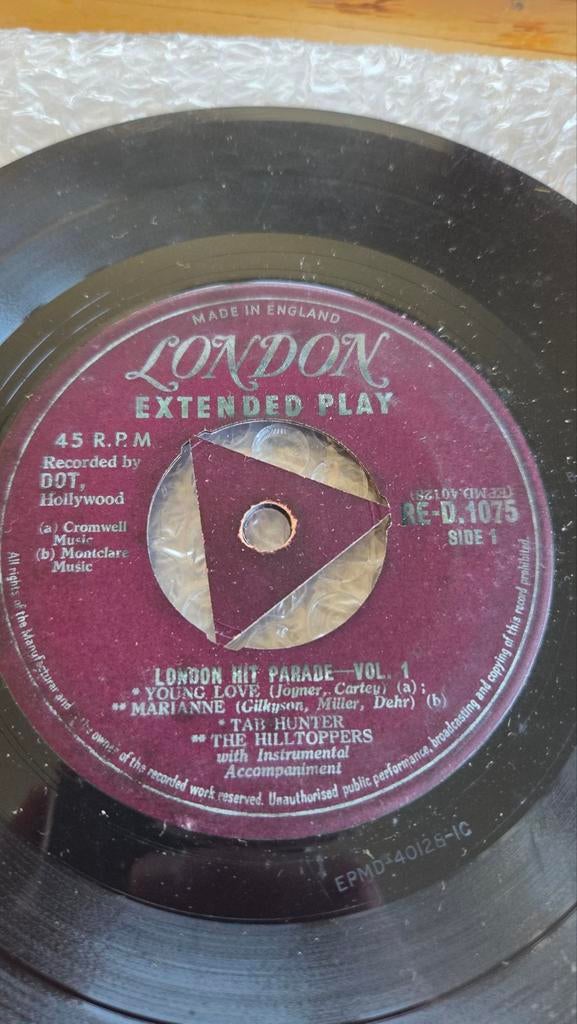 MADE IN ENGLAND
LONDON
EXTENDED PLAY
45 R.P.M
Recorded by
DOT,
Hollywood
(a) Cromwell
Music
(b) Montclare
Music
(EEMD.40128)
RE-D.1075
SIDE 1
LONDON HIT PARADE—VOL. 1
* YOUNG LOVE (Joyner, Cartey) (a);
** MARIANNE (Gilkyson, Miller, Dehr) (b)
* TAB HUNTER
** THE HILLTOPPERS
with Instrumental
Accompaniment
All rights of the Manufacturer and the owner of the recorded work reserved. Unauthorised public performance, broadcasting and copying of this record prohibited.
EPMD 40128-1C